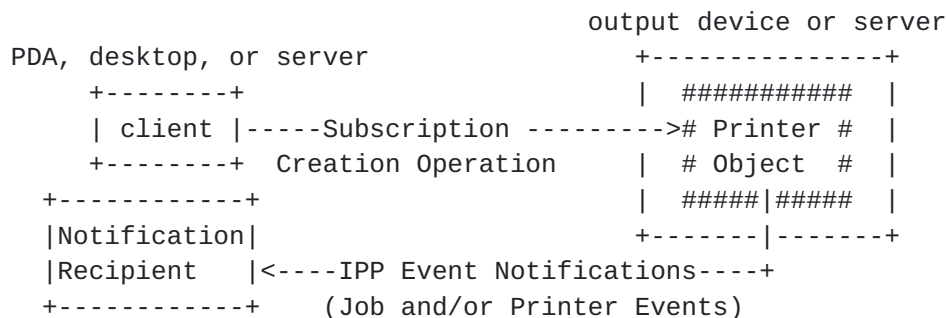 output device or server
PDA, desktop, or server                     +---------------+
     +--------+                             |  ###########  |
     | client |-----Subscription ---------># Printer #  |
     +--------+  Creation Operation     |  # Object  #  |
  +------------+                         |  #####|#####  |
  |Notification|                         +-------|-------+
  |Recipient   |<----IPP Event Notifications----+
  +------------+    (Job and/or Printer Events)